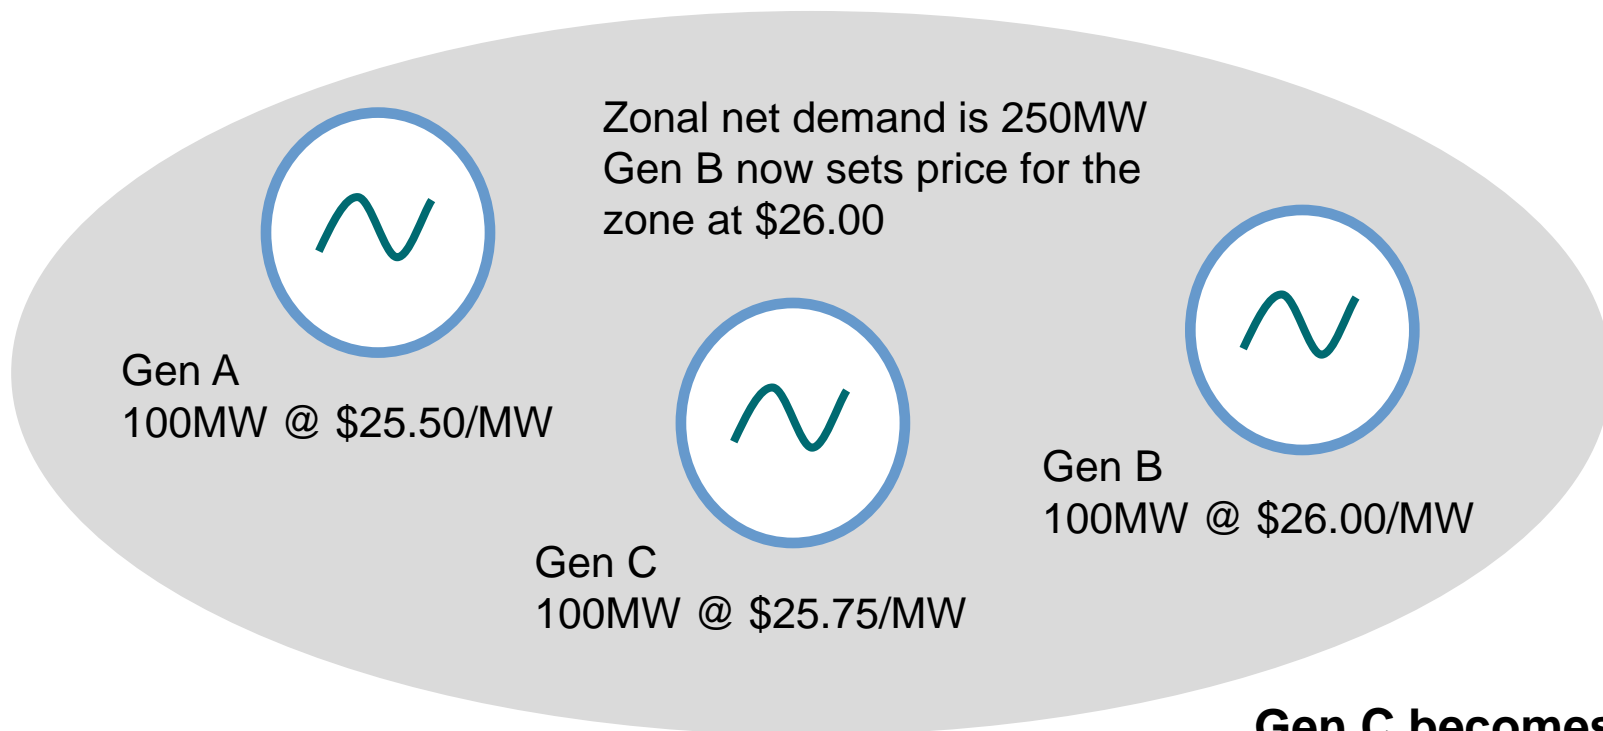 Zonal net demand is 250MW
Gen B now sets price for the
zone at $26.00
Gen A
100MW @ $25.50/MW
Gen B
100MW @ $26.00/MW
Gen C
100MW @ $25.75/MW
Gen C becomes